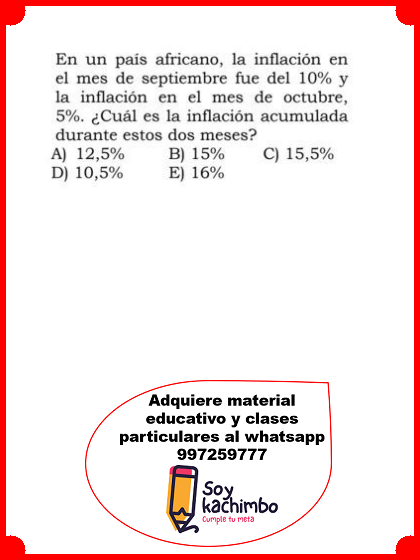 En un país africano, la inflación en
el mes de septiembre fue del 10% y
la inflación en el mes de octubre,
5%. ¿Cuál es la inflación acumulada
durante estos dos meses?
A) 12,5% B) 15% C) 15,5%
D) 10,5% E) 16%
Adquiere material
educativo y clases
particulares al whatsapp
997259777
Soy
kachimbo
Cumple tu meta